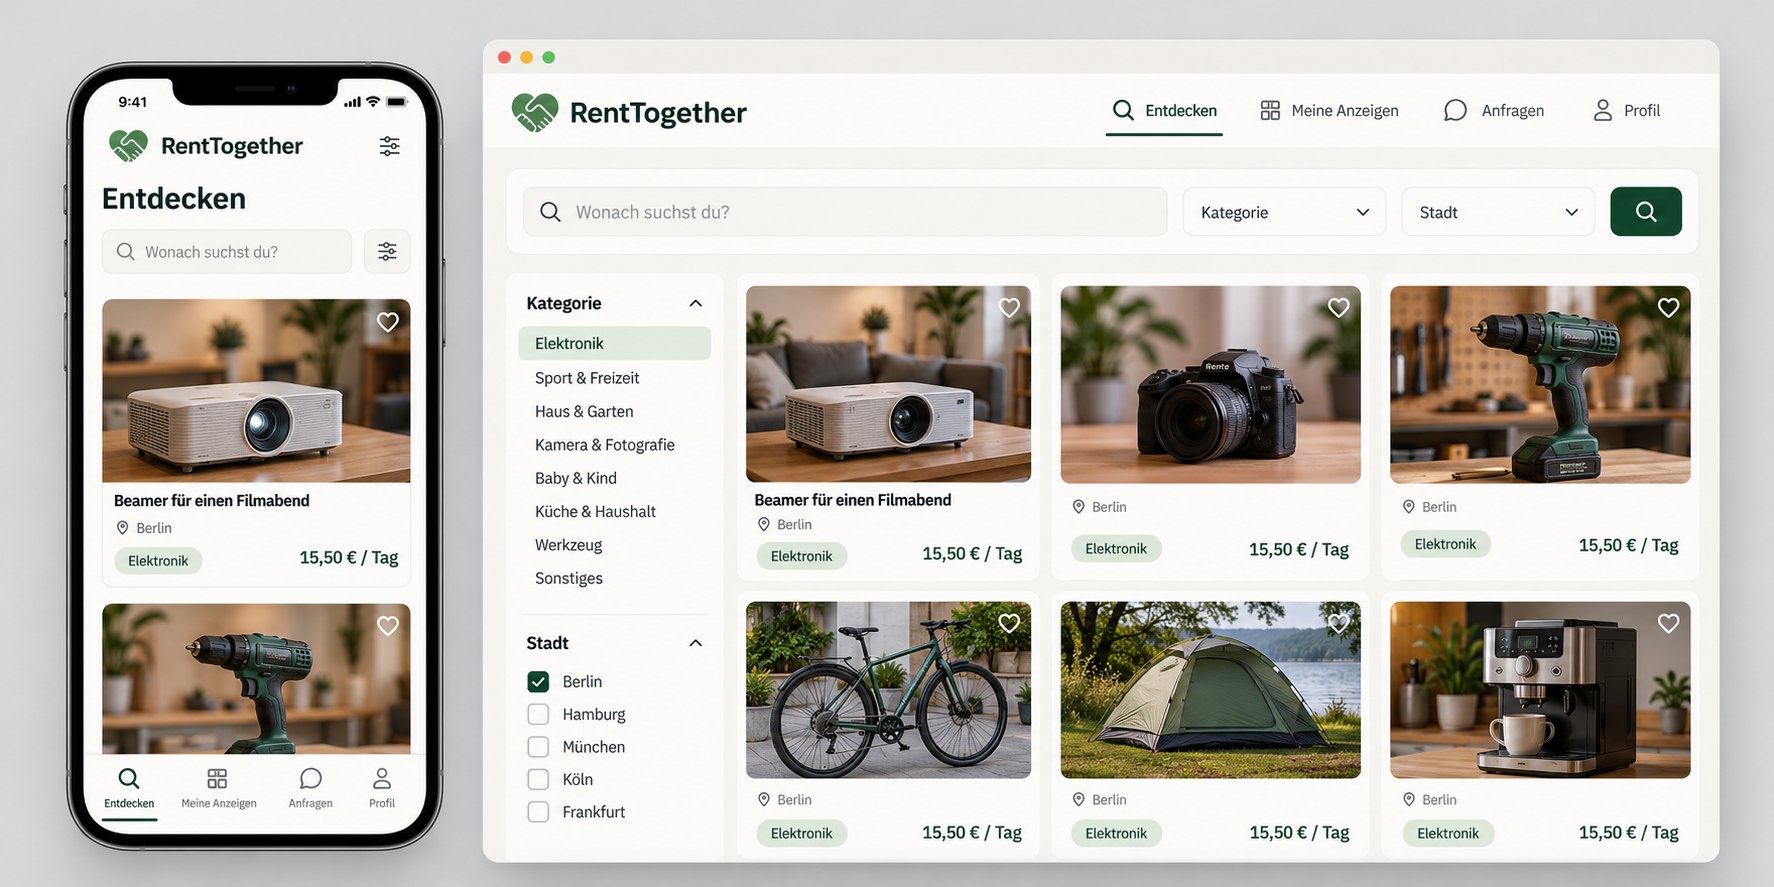 9:41
RentTogether
Entdecken
Wonach suchst du?
Beamer für einen Filmabend
Berlin
Elektronik
15,50 € / Tag
Entdecken
Meine Anzeigen
Anfragen
Profil
RentTogether
Entdecken
Meine Anzeigen
Anfragen
Profil
Wonach suchst du?
Kategorie
Stadt
Kategorie
Elektronik
Sport & Freizeit
Haus & Garten
Kamera & Fotografie
Baby & Kind
Küche & Haushalt
Werkzeug
Sonstiges
Stadt
Berlin
Hamburg
München
Köln
Frankfurt
Beamer für einen Filmabend
Berlin
Elektronik
15,50 € / Tag
Rento
Berlin
Elektronik
15,50 € / Tag
Berlin
Elektronik
15,50 € / Tag
Berlin
Elektronik
15,50 € / Tag
Berlin
Elektronik
15,50 € / Tag
Berlin
Elektronik
15,50 € / Tag